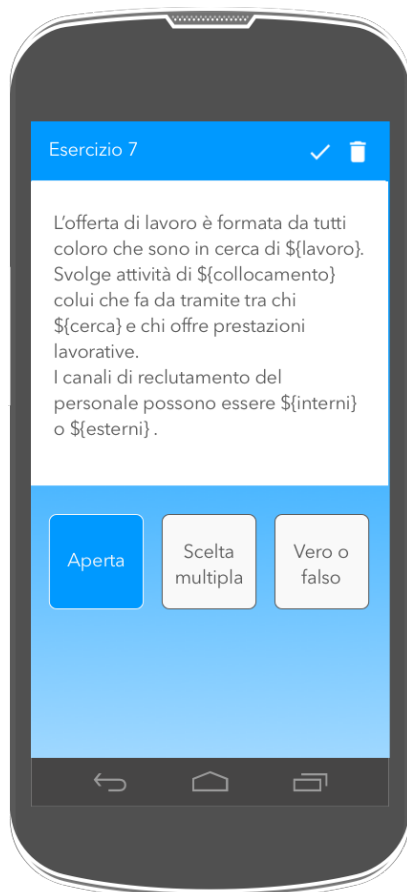 Esercizio 7
L'offerta di lavoro è formata da tutti
coloro che sono in cerca di ${lavoro}.
Svolge attività di ${collocamento}
colui che fa da tramite tra chi
${cerca} e chi offre prestazioni
lavorative.
I canali di reclutamento del
personale possono essere ${interni}
o ${esterni} .
Aperta
Scelta
multipla
Vero o
falso